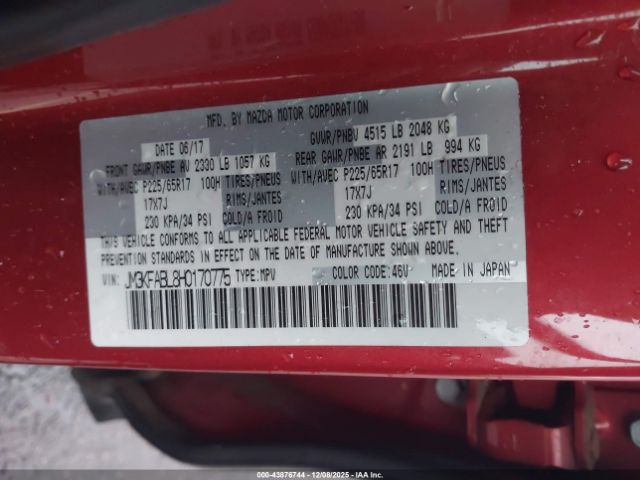 MFD. BY MAZDA MOTOR CORPORATION
DATE 06/17 GVWR/PNBV 4515 LB 2048 KG
FRONT GAWR/PNBE AV 2330 LB 1057 KG REAR GAWR/PNBE AR 2191 LB 994 KG
WITH/AVEC P225/65R17 100H TIRES/PNEUS WITH/AVEC P225/65R17 100H TIRES/PNEUS
17X7J RIMS/JANTES 17X7J RIMS/JANTES
230 KPA/34 PSI COLD/A FROID 230 KPA/34 PSI COLD/A FROID
THIS VEHICLE CONFORMS TO ALL APPLICABLE FEDERAL MOTOR VEHICLE SAFETY AND THEFT
PREVENTION STANDARDS IN EFFECT ON THE DATE OF MANUFACTURE SHOWN ABOVE.
VIN: JM3KFABL8H0170775 TYPE:MPV COLOR CODE:46V MADE IN JAPAN
000-43876744 - 12/08/2025 - IAA Inc.